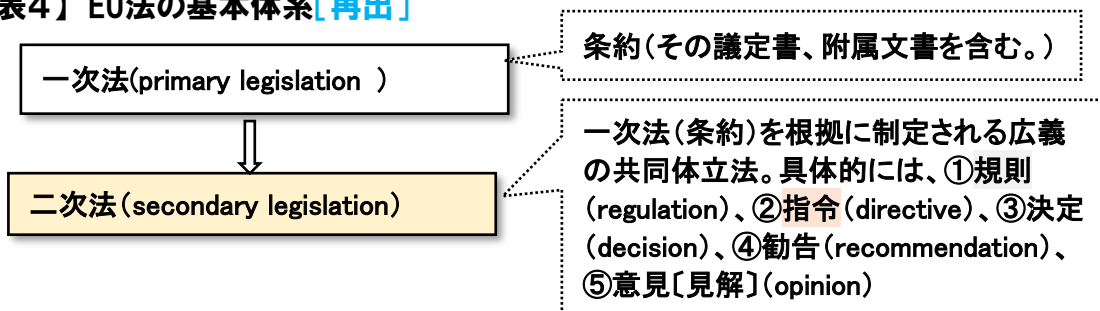 表４】 EU法の基本体系［再出］
条約（その議定書、附属文書を含む。）
一次法(primary legislation )
一次法（条約）を根拠に制定される広義
の共同体立法。具体的には、①規則
（regulation）、②指令（directive）、③決定
（decision）、④勧告（recommendation）、
⑤意見〔見解］（opinion）
二次法（secondary legislation）